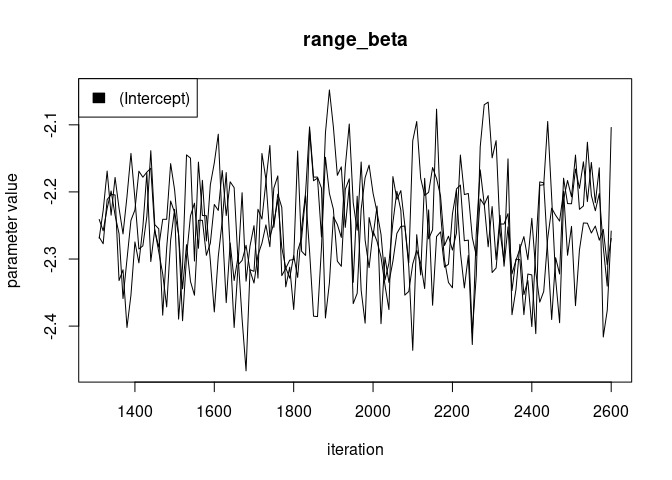 range_beta
(Intercept)
parameter value
-2.1
-2.2
-2.3
-2.4
1400 1600 1800 2000 2200 2400 2600
iteration